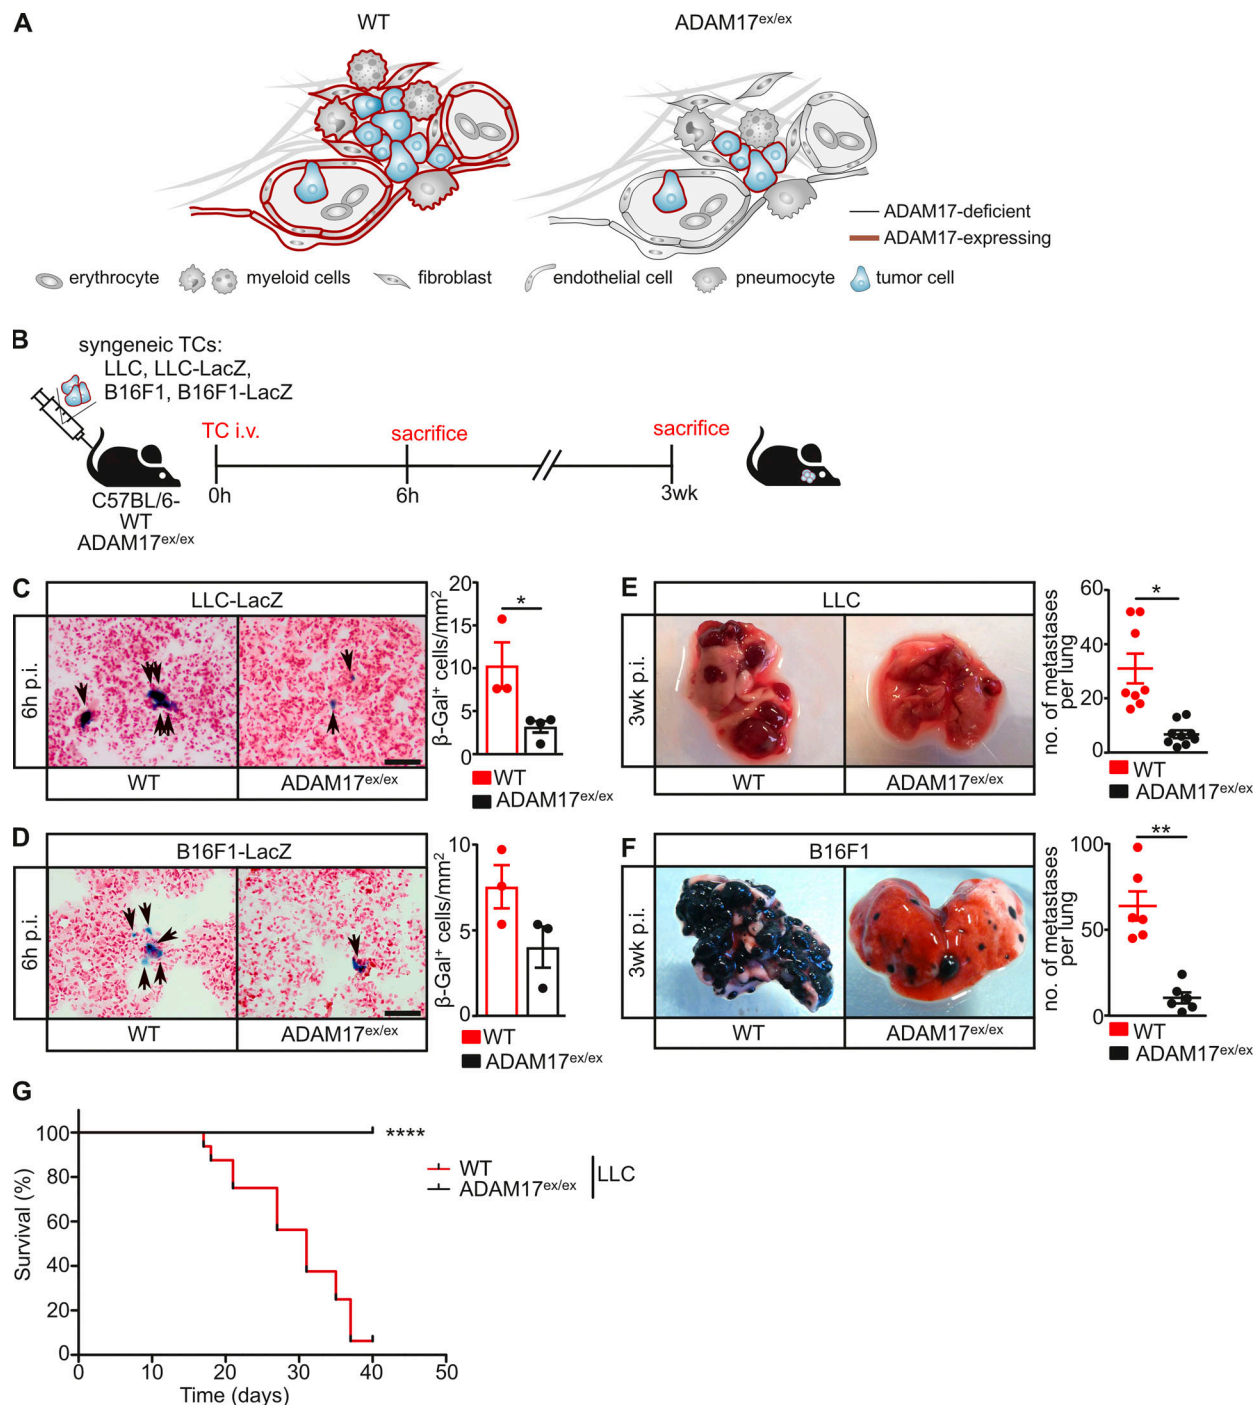 A
WT
ADAM17ex/ex
ADAM17-deficient
ADAM17-expressing
erythrocyte
myeloid cells
fibroblast
endothelial cell
pneumocyte
tumor cell
B
syngeneic TCs:
LLC, LLC-LacZ,
B16F1, B16F1-LacZ
TC i.v.
sacrifice
sacrifice
0h
6h
3wk
C57BL/6-
WT
ADAM17ex/ex
C
LLC-LacZ
6h p.i.
WT
ADAM17ex/ex
β-Gal+ cells/mm2
20
15
10
5
0
*
WT
ADAM17ex/ex
E
LLC
3wk p.i.
WT
ADAM17ex/ex
no. of metastases
per lung
60
40
20
0
*
WT
ADAM17ex/ex
D
B16F1-LacZ
6h p.i.
WT
ADAM17ex/ex
β-Gal+ cells/mm2
10
5
0
WT
ADAM17ex/ex
F
B16F1
3wk p.i.
WT
ADAM17ex/ex
no. of metastases
per lung
100
50
0
**
WT
ADAM17ex/ex
G
Survival (%)
100
80
60
40
20
0
****
WT
ADAM17ex/ex
LLC
0
10
20
30
40
50
Time (days)